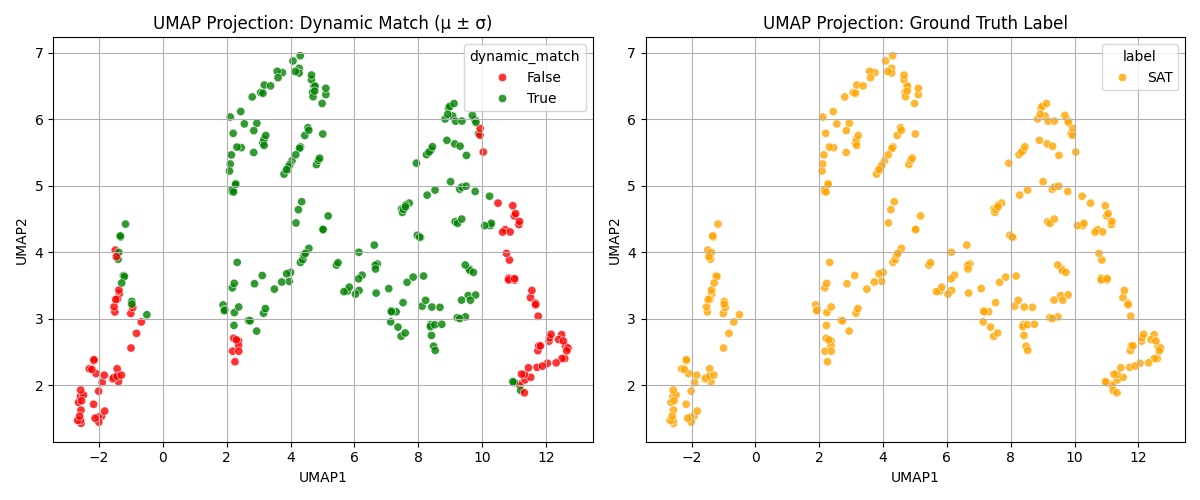 UMAP Projection: Dynamic Match (μ ± σ)
dynamic_match
False
True
7
6
5
4
3
2
−2 0 2 4 6 8 10 12
UMAP1
UMAP2
UMAP Projection: Ground Truth Label
label
SAT
7
6
5
4
3
2
−2 0 2 4 6 8 10 12
UMAP1
UMAP2